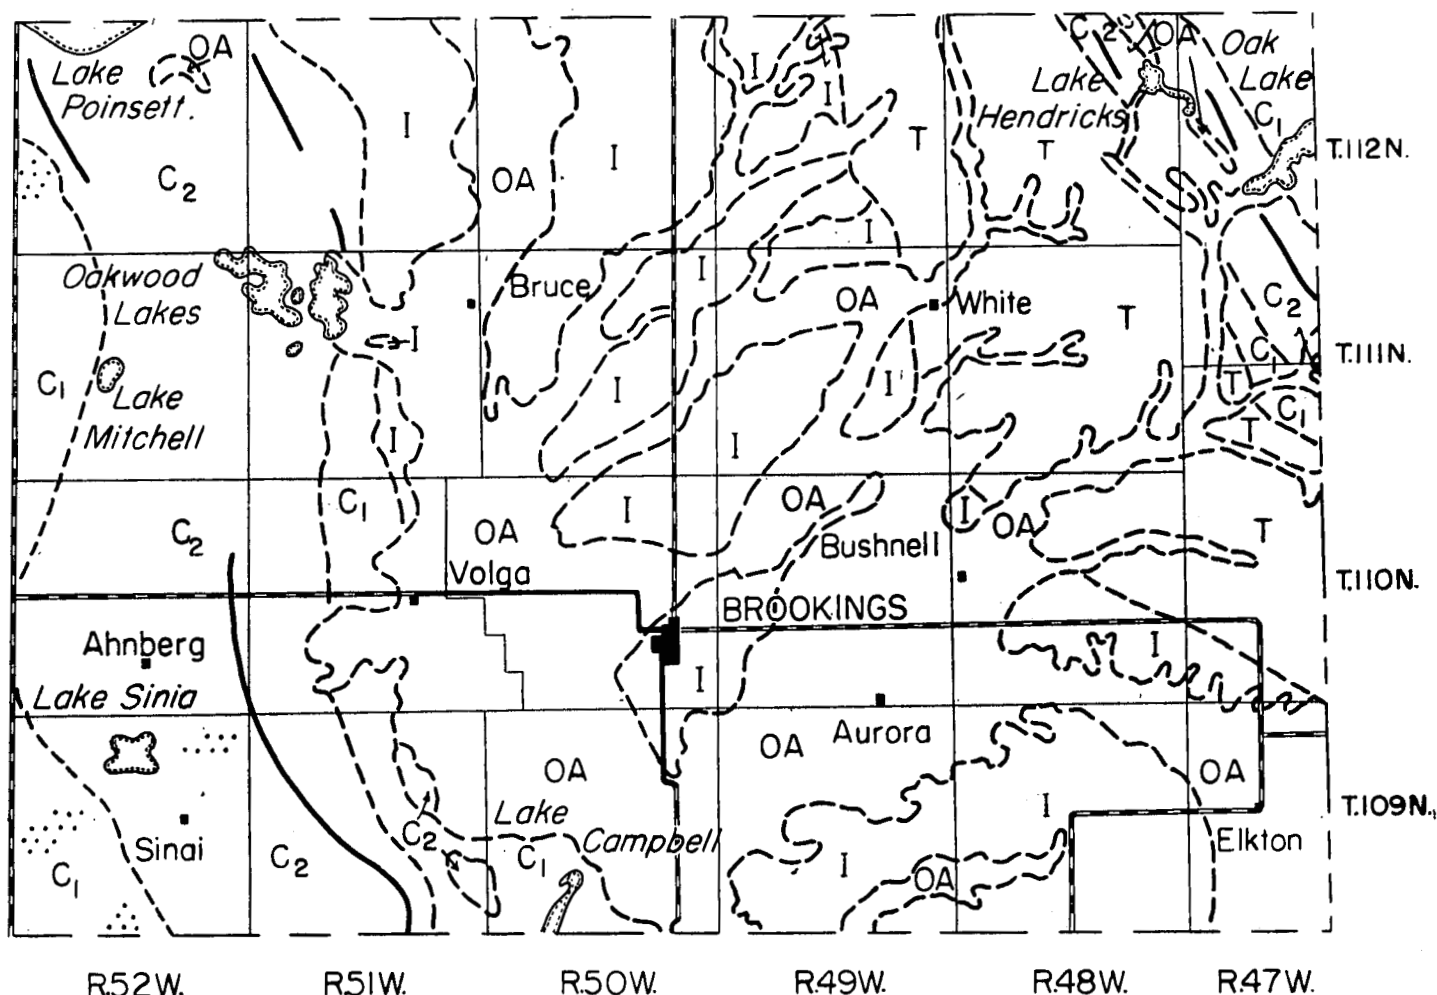 OA
C2
OA
Oak
Lake
Lake
Poinsett.
I
I
I
Lake
Hendricks
C1
I
T
T
T.112N.
C2
OA
I
I
Oakwood
Lakes
Bruce
OA
White
T
C2
I
C1
T.111N.
C1
Lake
Mitchell
I
I
T
C1
I
I
T
C1
C2
OA
I
OA
I
OA
T
Bushnell
Volga
T.110N.
BROOKINGS
Ahnberg
I
I
Lake Sinia
OA
OA
Aurora
OA
Lake
I
T.109N.
Sinai
C2
C2
C1
Campbell
I
Elkton
C1
OA
R.52W.
R.51W.
R.50W.
R.49W.
R.48W.
R.47W.